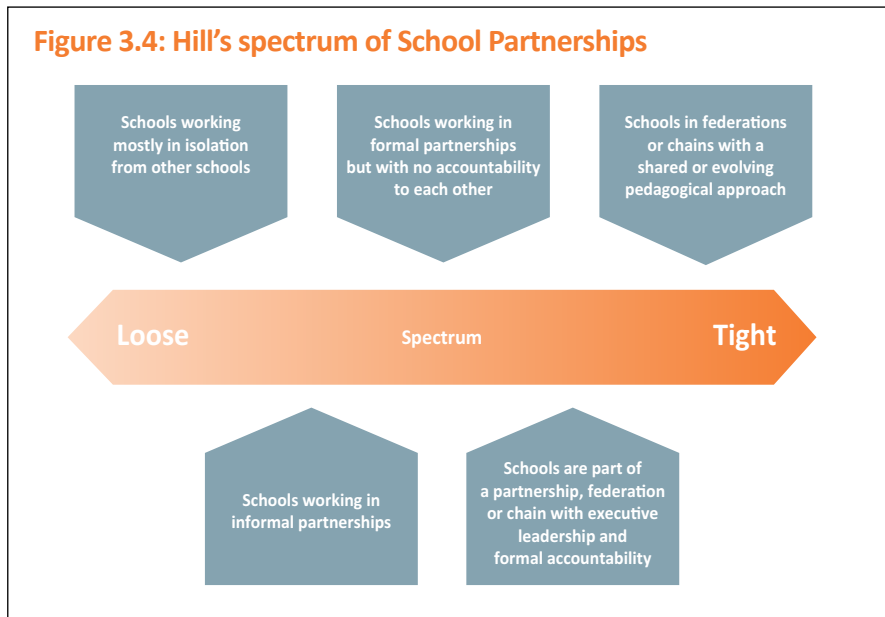 Figure 3.4: Hill's spectrum of School Partnerships
Schools working
mostly in isolation
from other schools
Schools working in
formal partnerships
but with no accountability
to each other
Schools in federations
or chains with a
shared or evolving
pedagogical approach
Loose
Spectrum
Tight
Schools working in
informal partnerships
Schools are part of
a partnership, federation
or chain with executive
leadership and
formal accountability